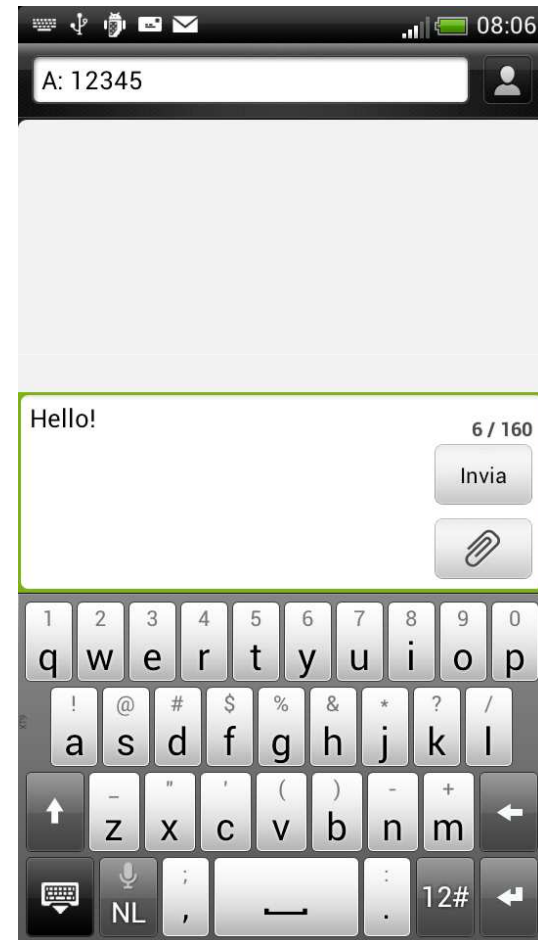 08:06
A: 12345
Hello!
6 / 160
Invia
1 2 3 4 5 6 7 8 9 0
q w e r t y u i o p
! @ # $ % & * ? /
a s d f g h j k l
_ " ' ( ) - +
z x c v b n m
; :
NL , . 12#